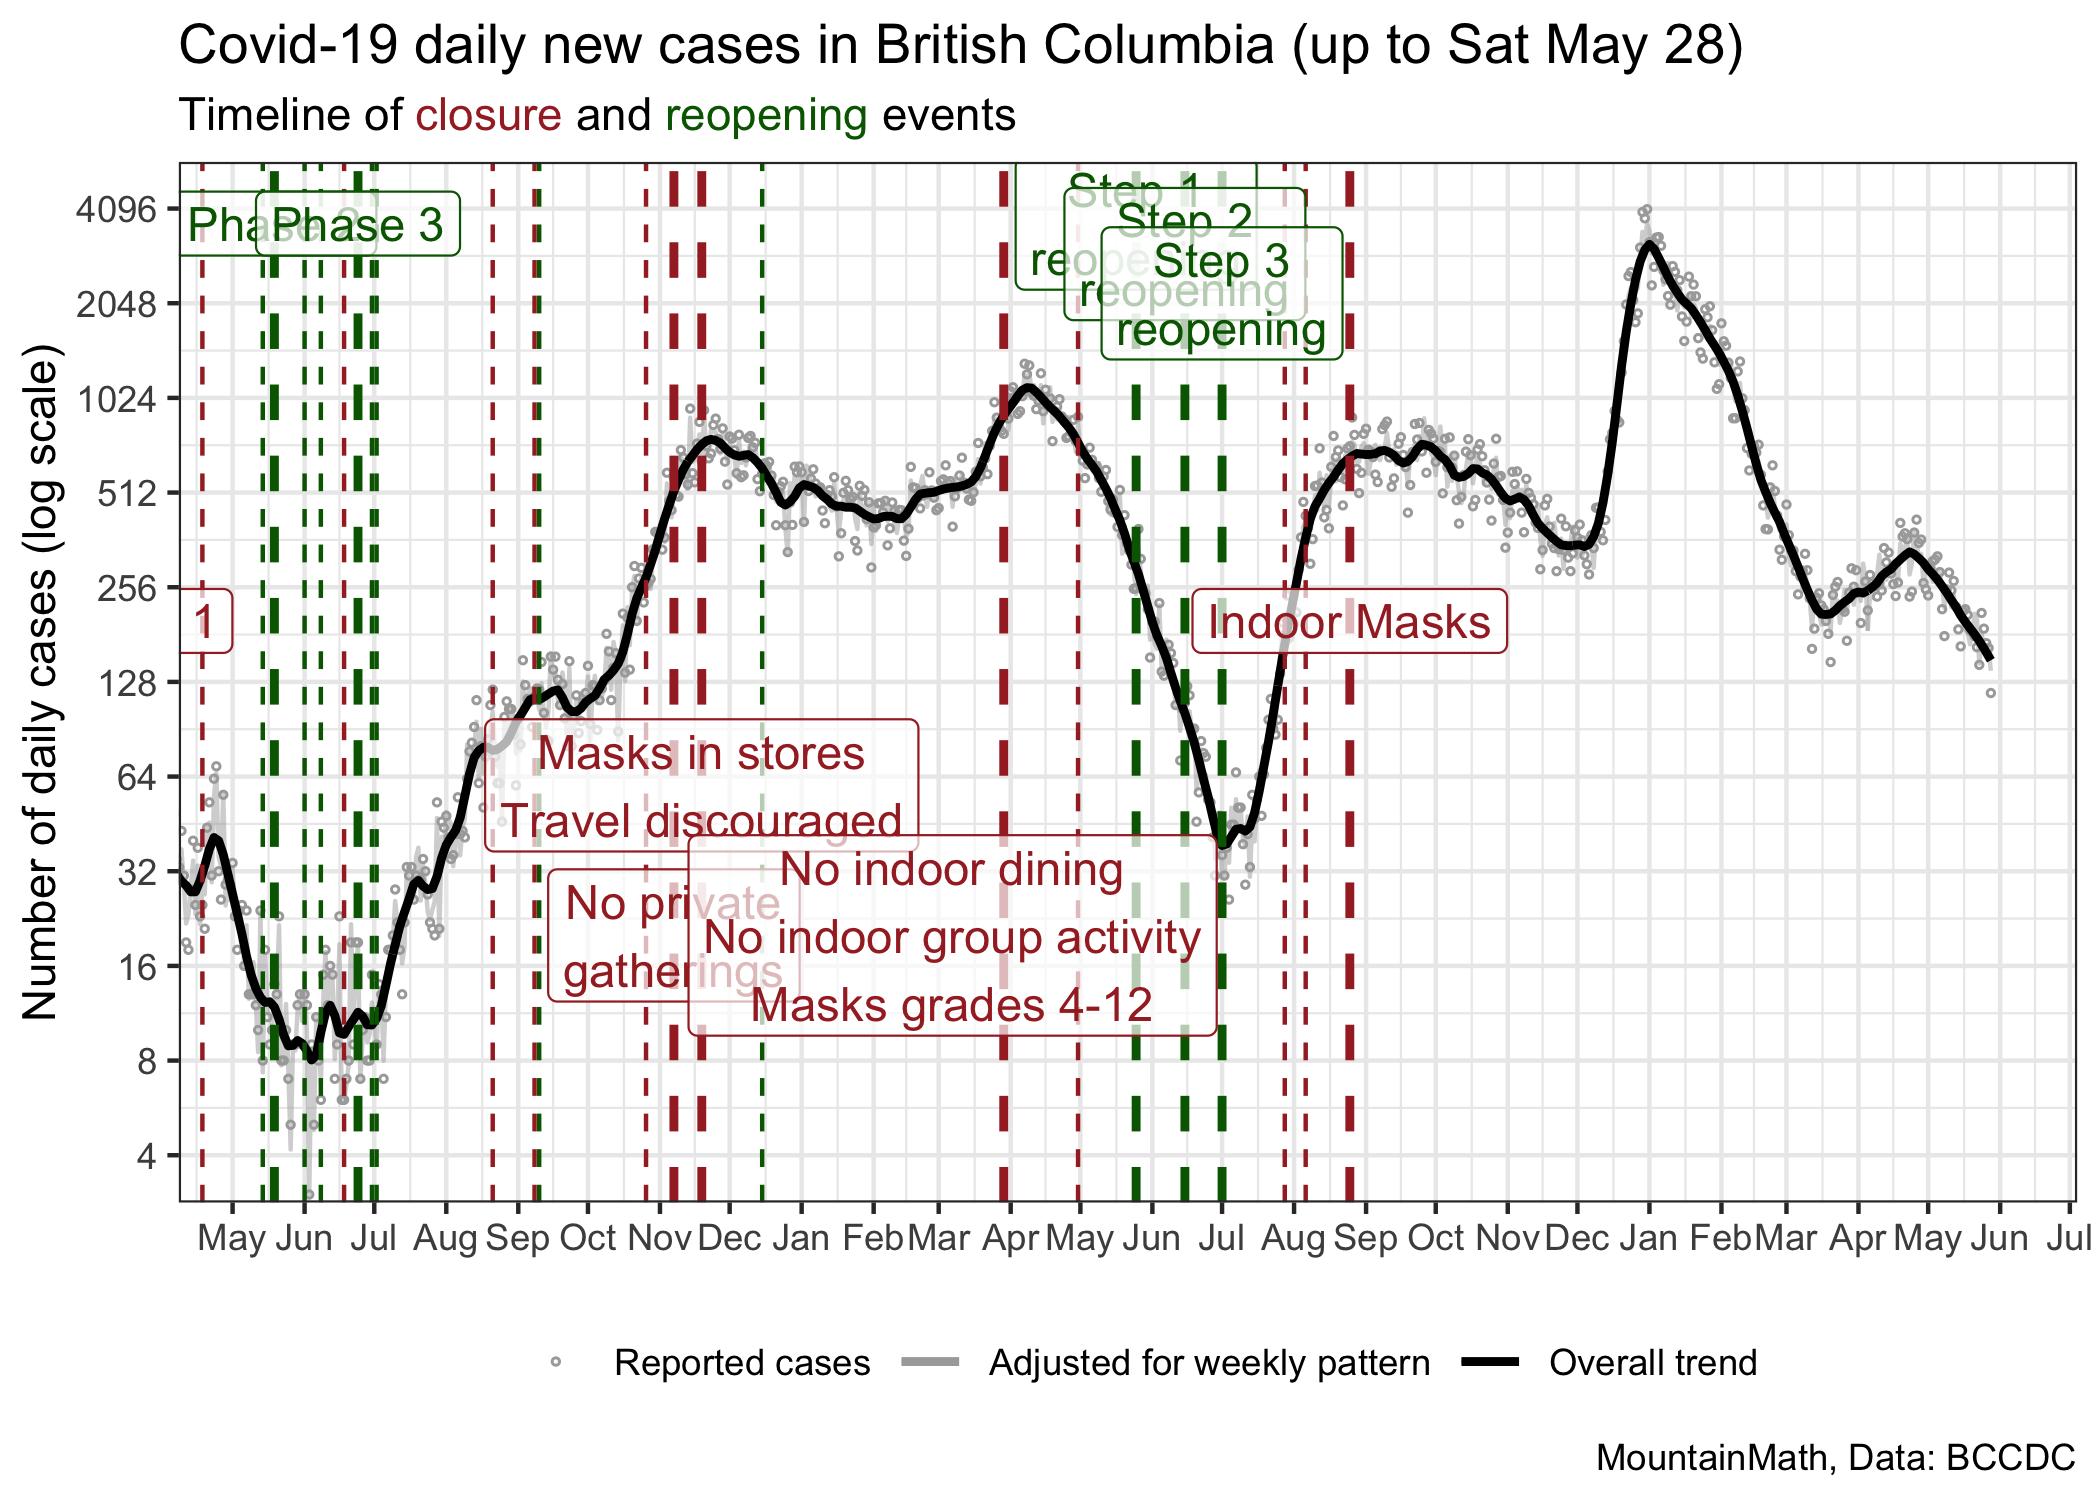 Covid-19 daily new cases in British Columbia (up to Sat May 28)
Timeline of closure and reopening events
Number of daily cases (log scale)
4096
2048
1024
512
256
128
64
32
16
8
4
Phase 2
Phase 3
Step 1
reopening
Step 2
reopening
Step 3
reopening
1
Indoor Masks
Masks in stores
Travel discouraged
No private
gatherings
No indoor dining
No indoor group activity
Masks grades 4-12
May Jun Jul Aug Sep Oct Nov Dec Jan Feb Mar Apr May Jun Jul Aug Sep Oct Nov Dec Jan Feb Mar Apr May Jun Jul
Reported cases Adjusted for weekly pattern Overall trend
MountainMath, Data: BCCDC